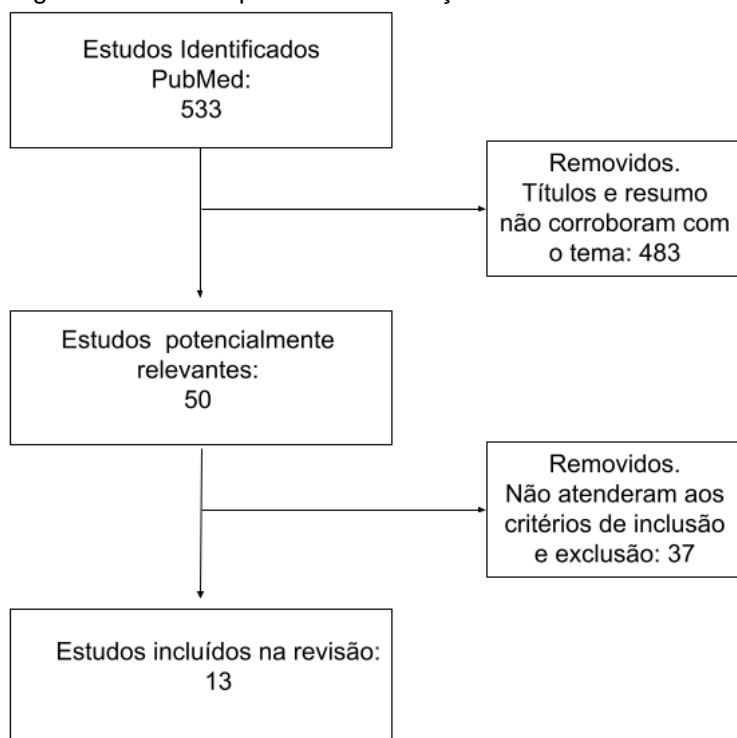 Estudos Identificados
PubMed:
533
Removidos.
Títulos e resumo
não corroboram com
o tema: 483
Estudos potencialmente
relevantes:
50
Removidos.
Não atenderam aos
critérios de inclusão
e exclusão: 37
Estudos incluídos na revisão:
13